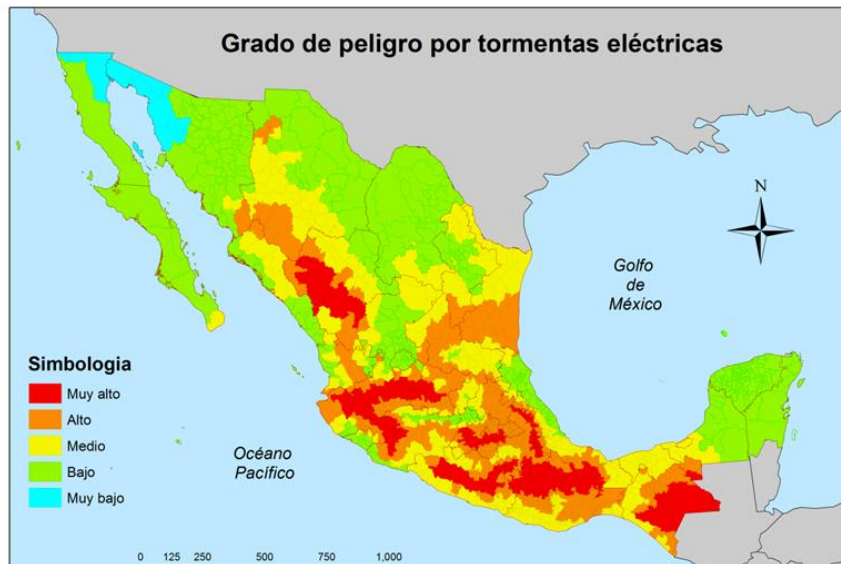 Grado de peligro por tormentas eléctricas
N
Golfo
de
México
Simbologia
Muy alto
Alto
Medio
Bajo
Muy bajo
Océano
Pacífico
0 125 250 500 750 1,000